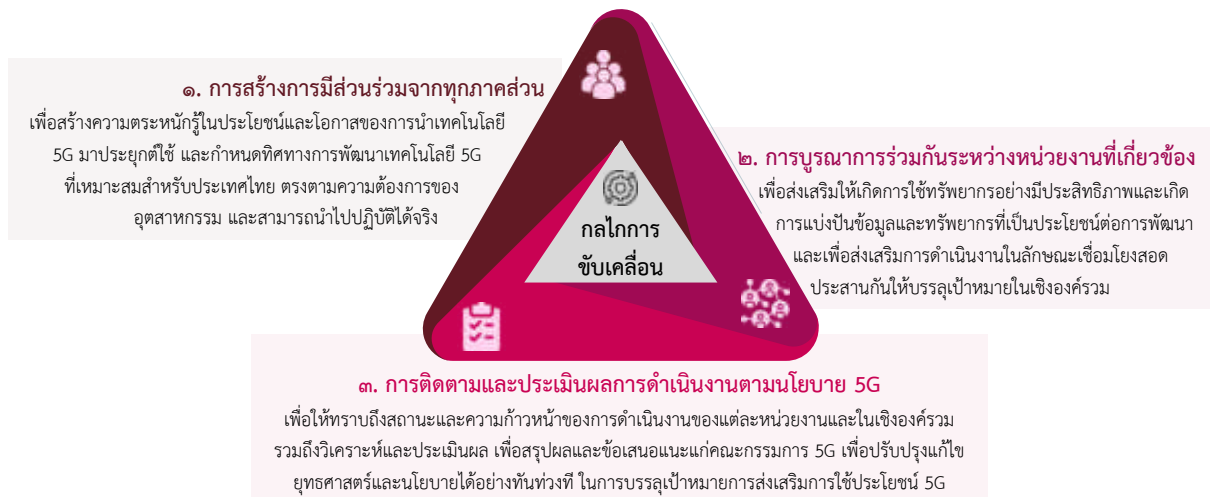 ๑. การสร้างการมีส่วนร่วมจากทุกภาคส่วน
เพื่อสร้างความตระหนักรู้ในประโยชน์และโอกาสของการนำเทคโนโลยี
5G มาประยุกต์ใช้ และกำหนดทิศทางการพัฒนาเทคโนโลยี 5G
ที่เหมาะสมสำหรับประเทศไทย ตรงตามความต้องการของ
อุตสาหกรรม และสามารถนำไปปฏิบัติได้จริง
๒. การบูรณาการร่วมกันระหว่างหน่วยงานที่เกี่ยวข้อง
เพื่อส่งเสริมให้เกิดการใช้ทรัพยากรอย่างมีประสิทธิภาพและเกิด
การแบ่งปันข้อมูลและทรัพยากรที่เป็นประโยชน์ต่อการพัฒนา
และเพื่อส่งเสริมการดำเนินงานในลักษณะเชื่อมโยงสอด
ประสานกันให้บรรลุเป้าหมายในเชิงองค์รวม
กลไกการ
ขับเคลื่อน
๓. การติดตามและประเมินผลการดำเนินงานตามนโยบาย 5G
เพื่อให้ทราบถึงสถานะและความก้าวหน้าของการดำเนินงานของแต่ละหน่วยงานและในเชิงองค์รวม
รวมถึงวิเคราะห์และประเมินผล เพื่อสรุปผลและข้อเสนอแนะแก่คณะกรรมการ 5G เพื่อปรับปรุงแก้ไข
ยุทธศาสตร์และนโยบายได้อย่างทันท่วงที ในการบรรลุเป้าหมายการส่งเสริมการใช้ประโยชน์ 5G